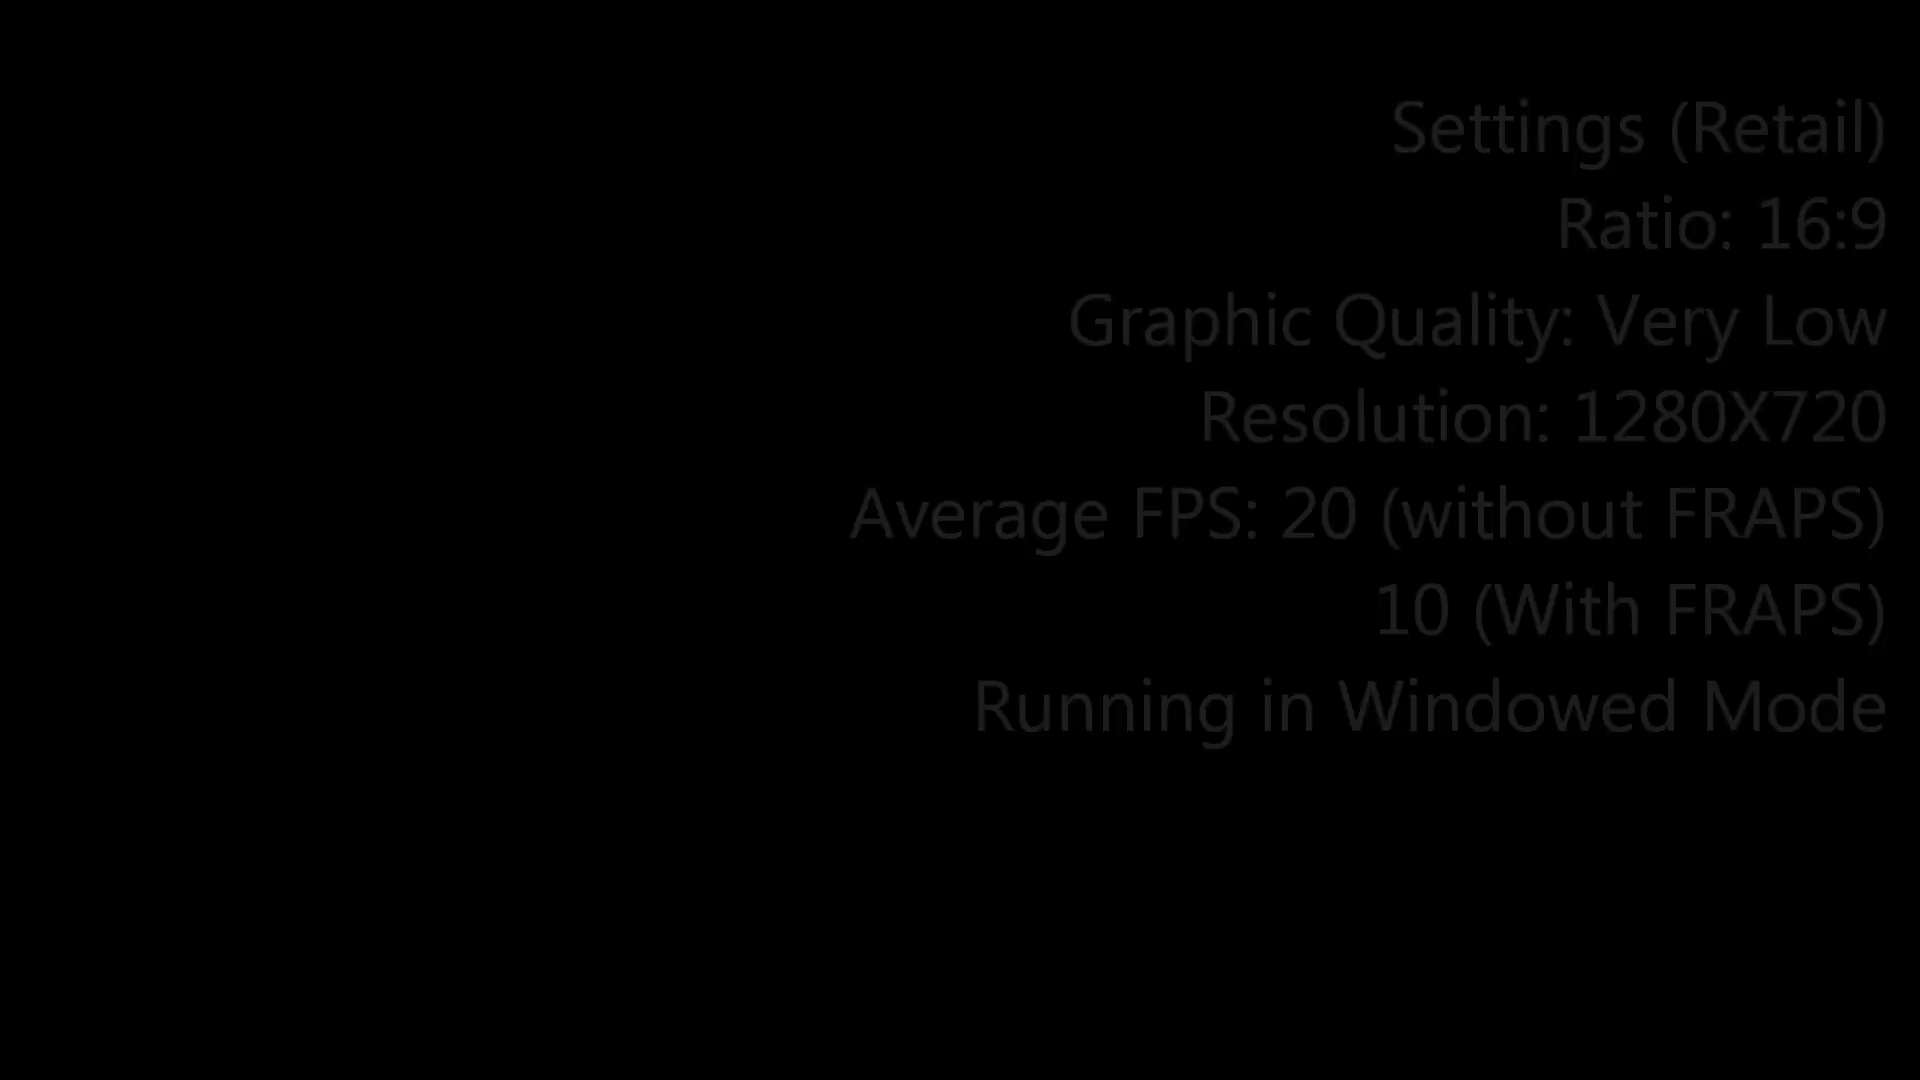 Settings (Retail)
Ratio: 16:9
Graphic Quality: Very Low
Resolution: 1280X720
Average FPS: 20 (without FRAPS)
10 (With FRAPS)
Running in Windowed Mode